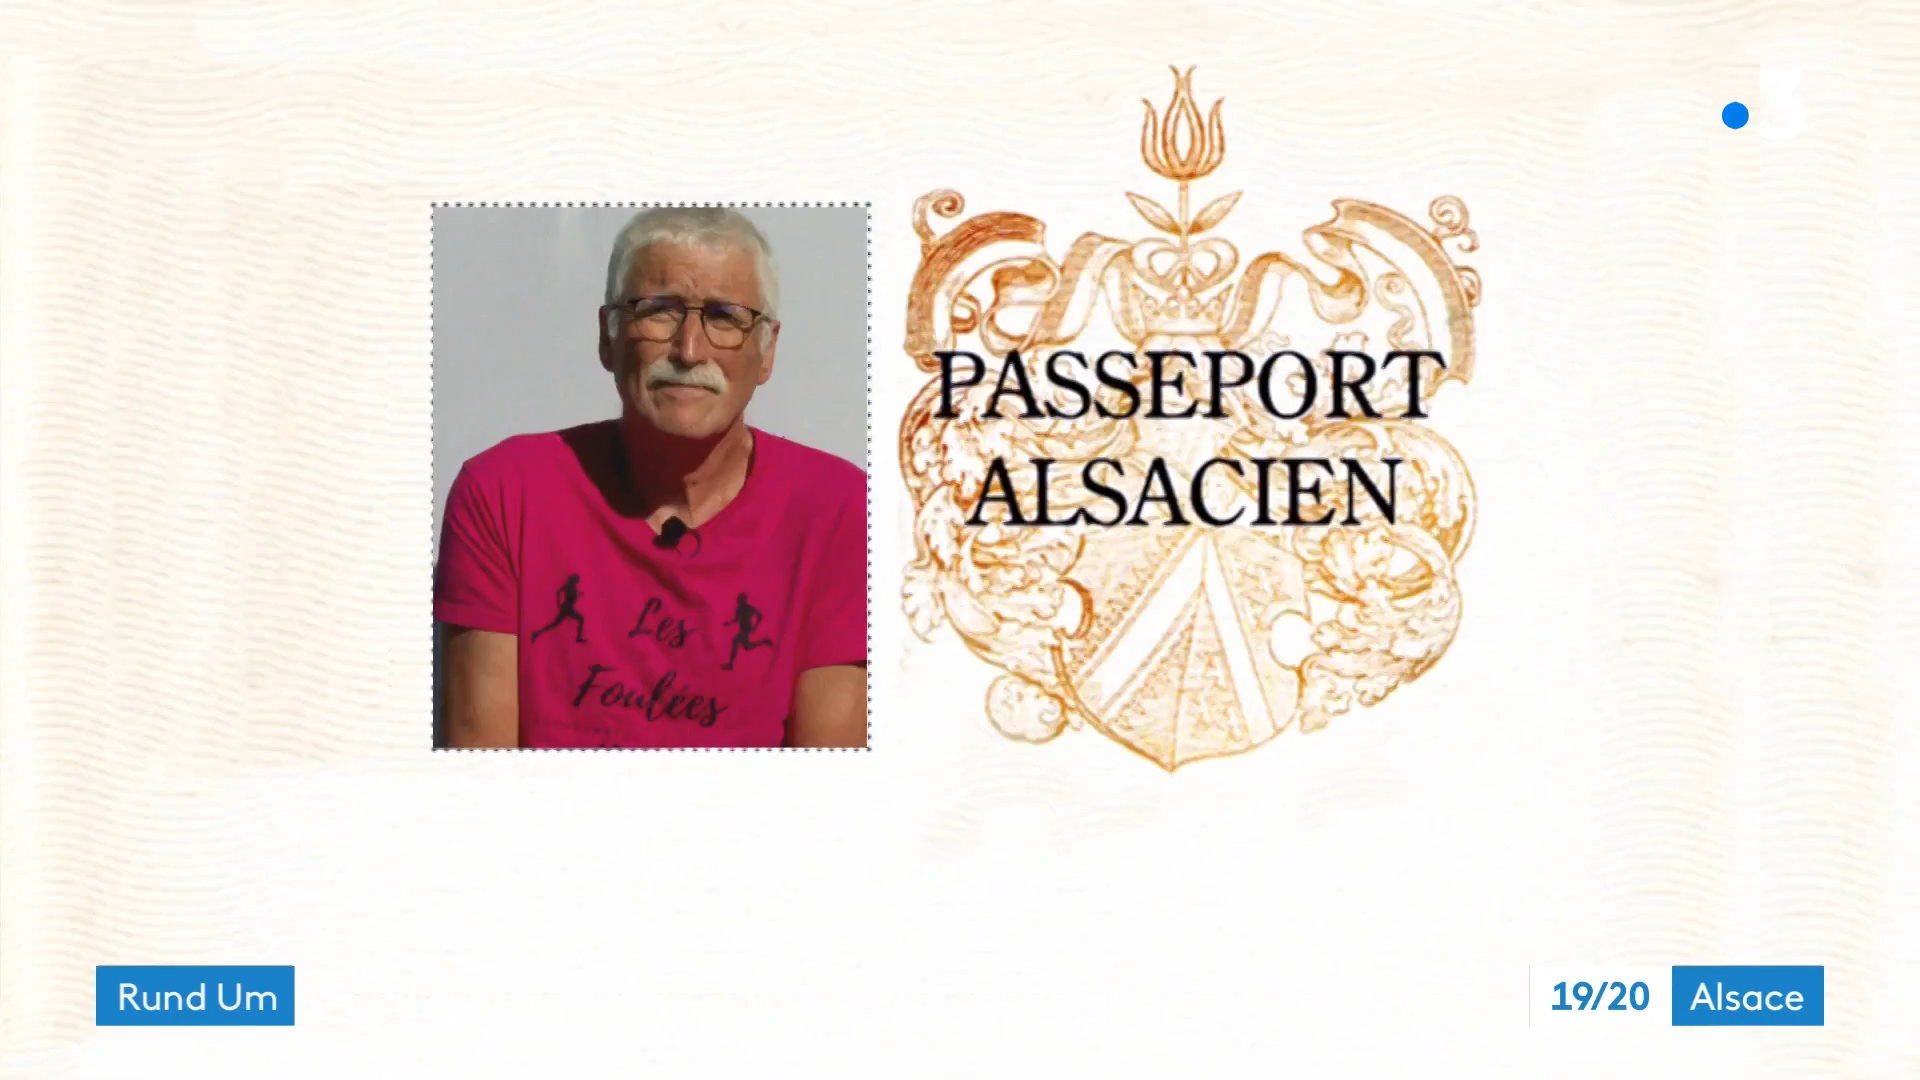 PASSEPORT
ALSACIEN
Les
Foulées
Rund Um
19/20 Alsace